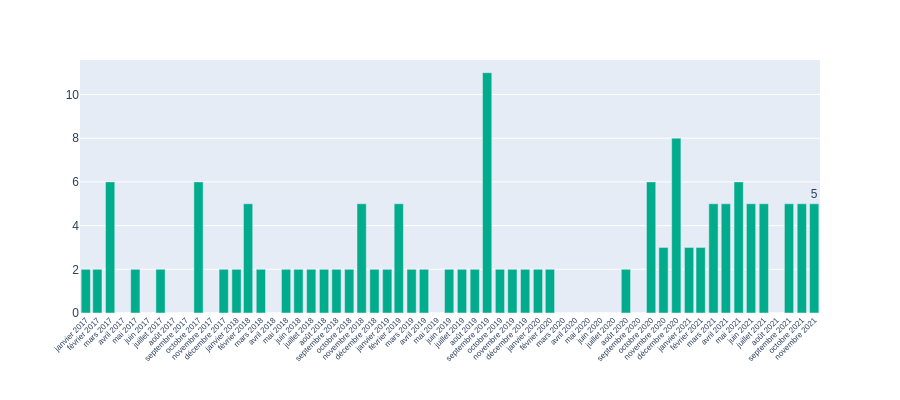 10
8
6
4
2
0
5
janvier 2017
février 2017
mars 2017
avril 2017
mai 2017
juin 2017
juillet 2017
août 2017
septembre 2017
octobre 2017
novembre 2017
décembre 2017
janvier 2018
février 2018
mars 2018
avril 2018
mai 2018
juin 2018
juillet 2018
août 2018
septembre 2018
octobre 2018
novembre 2018
décembre 2018
janvier 2019
février 2019
mars 2019
avril 2019
mai 2019
juin 2019
juillet 2019
août 2019
septembre 2019
octobre 2019
novembre 2019
décembre 2019
janvier 2020
février 2020
mars 2020
avril 2020
mai 2020
juin 2020
juillet 2020
août 2020
septembre 2020
octobre 2020
novembre 2020
décembre 2020
janvier 2021
février 2021
mars 2021
avril 2021
mai 2021
juin 2021
juillet 2021
août 2021
septembre 2021
octobre 2021
novembre 2021